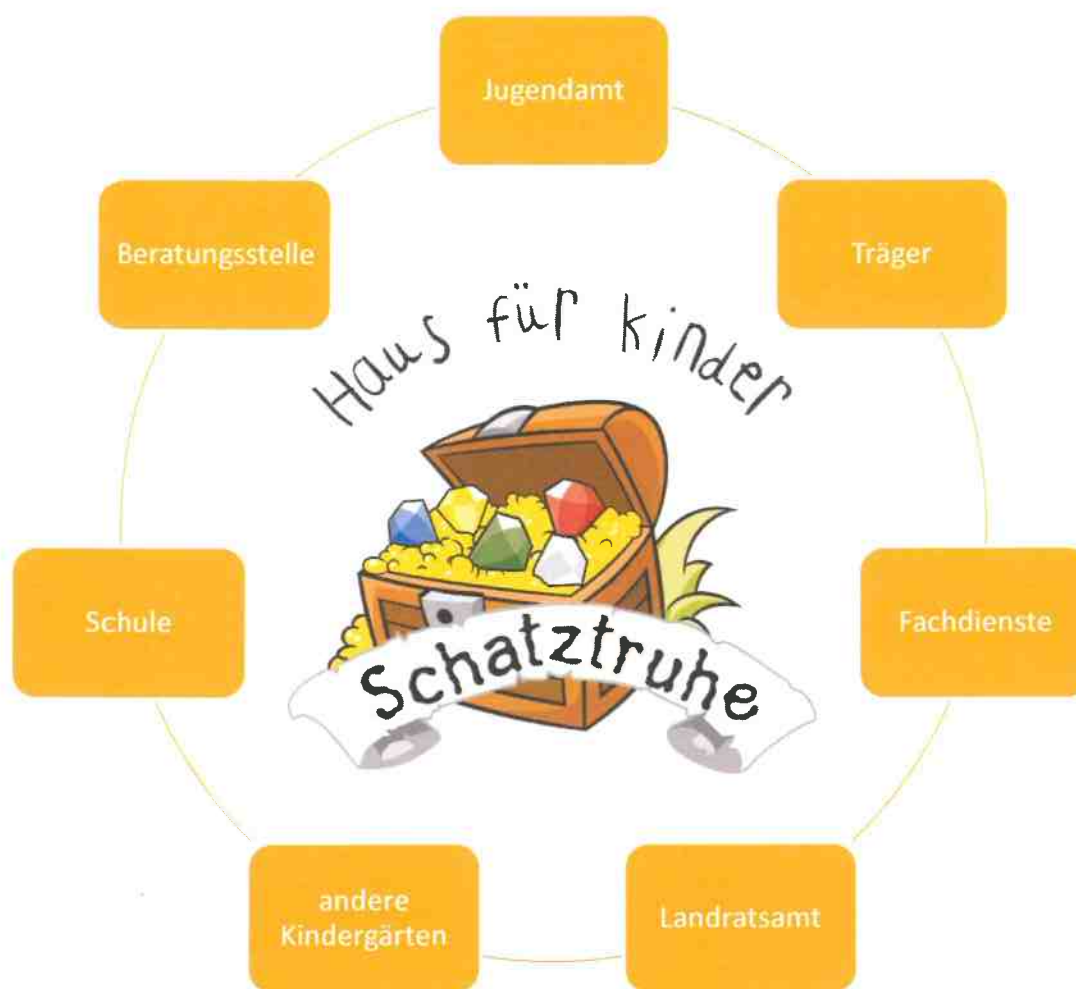 Jugendamt
Beratungsstelle
Träger
Haus für kinder
Schatztruhe
Schule
Fachdienste
andere
Kindergärten
Landratsamt